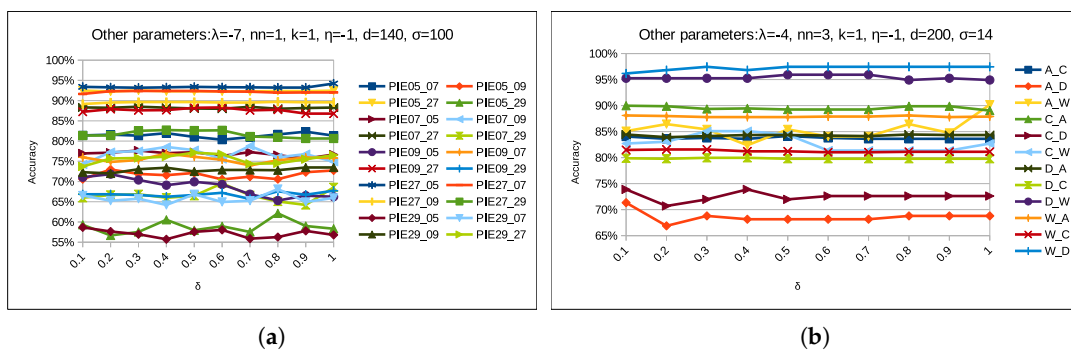 Other parameters:λ=-7, nn=1, k=1, η=-1, d=140, σ=100
100%
95%
90%
85%
80%
75%
70%
65%
60%
55%
Accuracy
0.1
0.2
0.3
0.4
0.5
0.6
0.7
0.8
0.9
1
δ
PIE05_07 PIE05_09
PIE05_27 PIE05_29
PIE07_05 PIE07_09
PIE07_27 PIE07_29
PIE09_05 PIE09_07
PIE09_27 PIE09_29
PIE27_05 PIE27_07
PIE27_09 PIE27_29
PIE29_05 PIE29_07
PIE29_09 PIE29_27
(a)
Other parameters:λ=-4, nn=3, k=1, η=-1, d=200, σ=14
100%
95%
90%
85%
80%
75%
70%
65%
Accuracy
0.1
0.2
0.3
0.4
0.5
0.6
0.7
0.8
0.9
1
δ
A_C
A_D
A_W
C_A
C_D
C_W
D_A
D_C
D_W
W_A
W_C
W_D
(b)